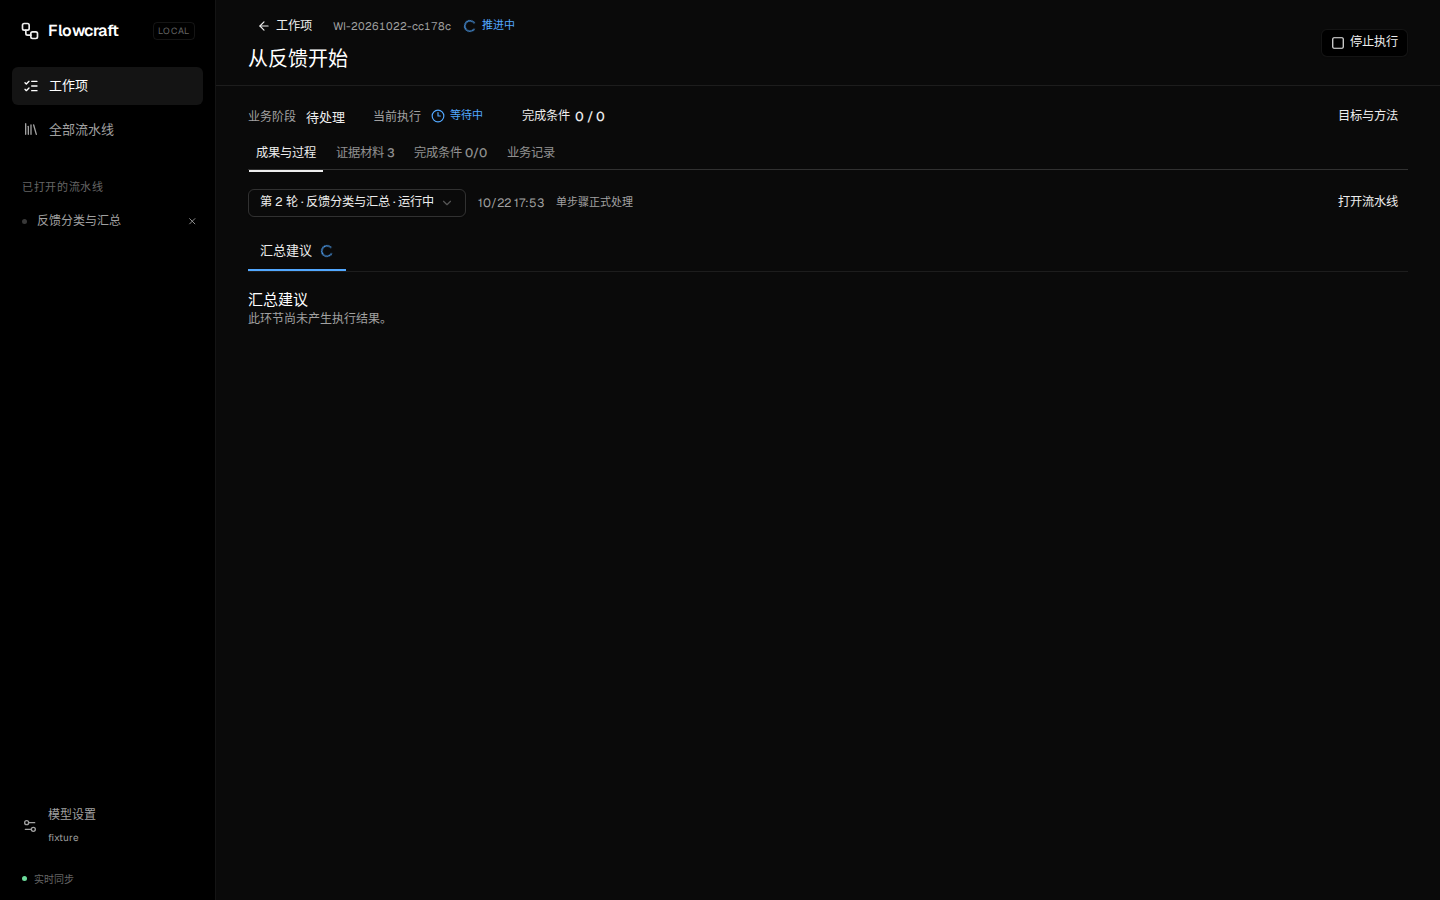 Flowcraft
LOCAL
工作项
全部流水线
已打开的流水线
反馈分类与汇总
模型设置
fixture
实时同步
工作项 WI-20261022-cc178c 推进中
从反馈开始
停止执行
业务阶段 待处理 当前执行 等待中 完成条件 0 / 0 目标与方法
成果与过程 证据材料 3 完成条件 0/0 业务记录
第 2 轮 · 反馈分类与汇总 · 运行中 10/22 17:53 单步骤正式处理 打开流水线
汇总建议
汇总建议
此环节尚未产生执行结果。